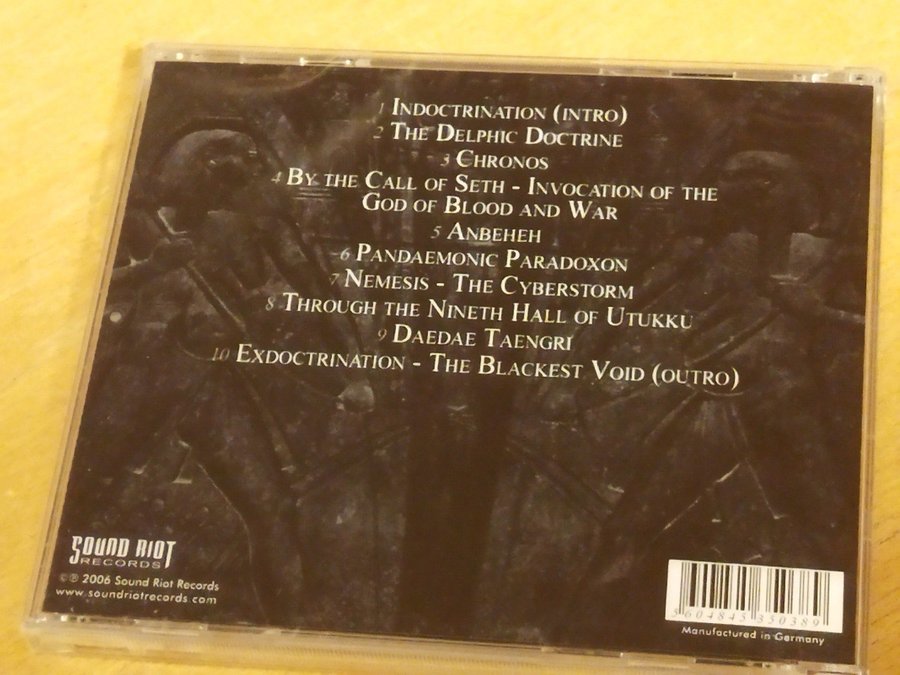 1 Indoctrination (intro)
2 The Delphic Doctrine
3 Chronos
4 By the Call of Seth - Invocation of the
God of Blood and War
5 Anbeheh
6 Pandaemonic Paradoxon
7 Nemesis - The Cyberstorm
8 Through the Nineth Hall of Utukku
9 Daedae Taengri
10 Exdoctrination - The Blackest Void (outro)
SOUND RIOT
RECORDS
©℗ 2006 Sound Riot Records
www.soundriotrecords.com
5 604845 350389
Manufactured in Germany